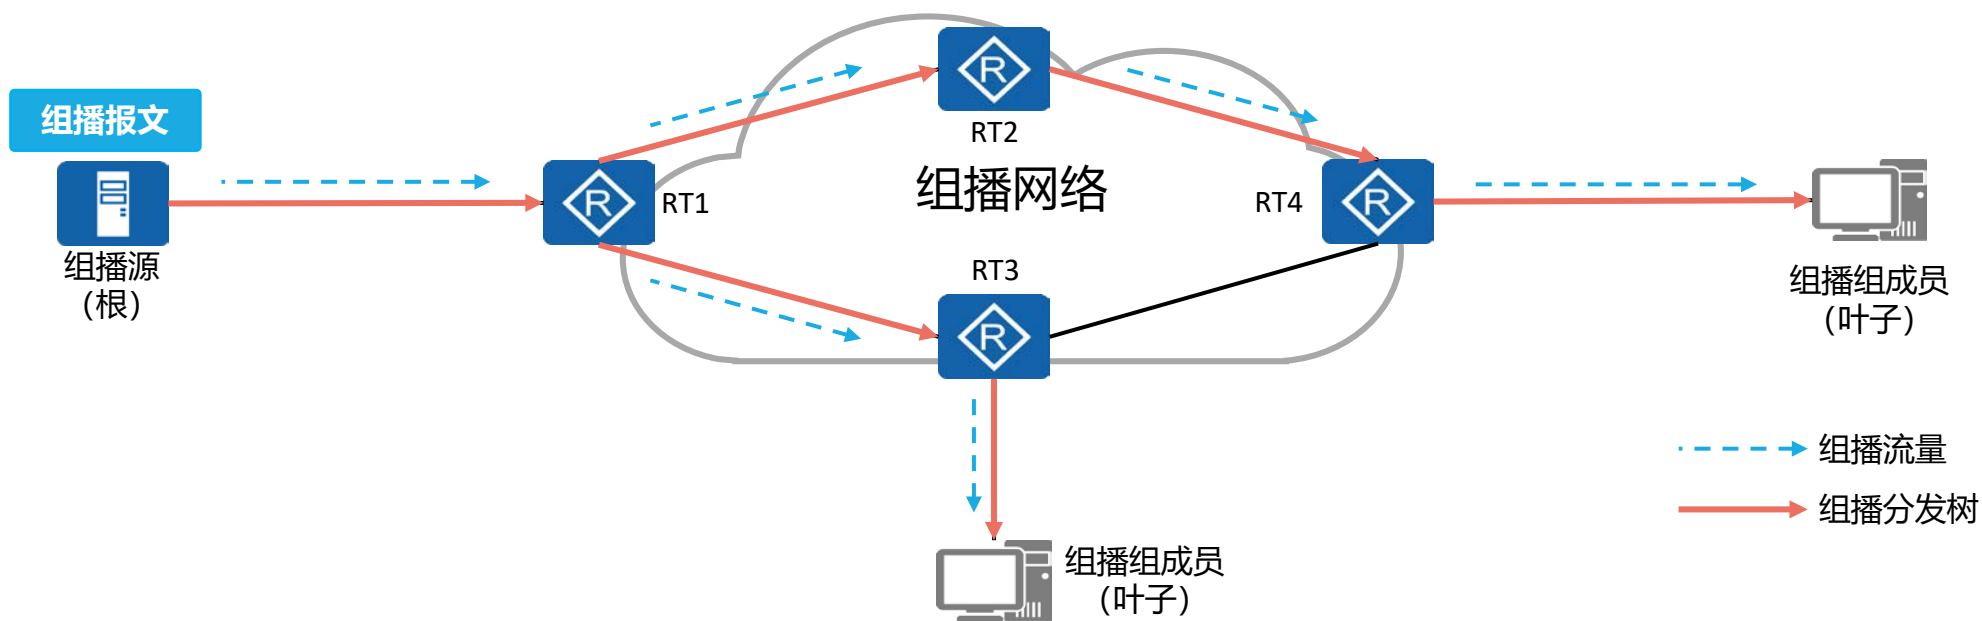 组播报文
组播源
（根）
RT1
RT2
组播网络
RT3
RT4
组播组成员
（叶子）
组播组成员
（叶子）
组播流量
组播分发树